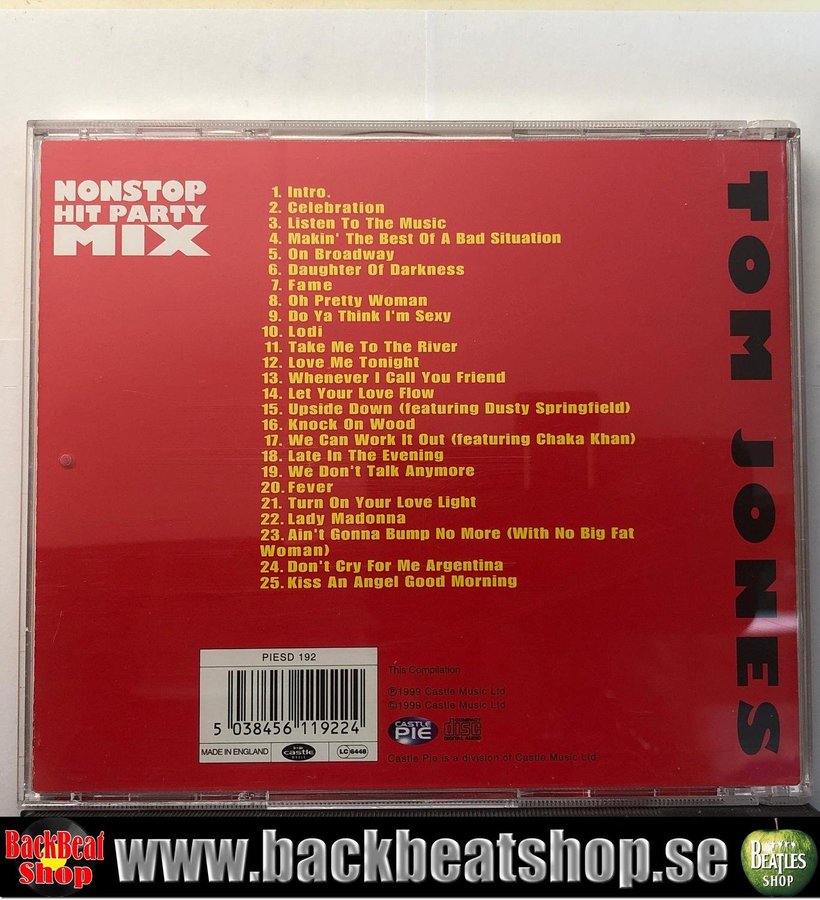 NONSTOP
HIT PARTY
MIX
1. Intro.
2. Celebration
3. Listen To The Music
4. Makin' The Best Of A Bad Situation
5. On Broadway
6. Daughter Of Darkness
7. Fame
8. Oh Pretty Woman
9. Do Ya Think I'm Sexy
10. Lodi
11. Take Me To The River
12. Love Me Tonight
13. Whenever I Call You Friend
14. Let Your Love Flow
15. Upside Down (featuring Dusty Springfield)
16. Knock On Wood
17. We Can Work It Out (featuring Chaka Khan)
18. Late In The Evening
19. We Don't Talk Anymore
20. Fever
21. Turn On Your Love Light
22. Lady Madonna
23. Ain't Gonna Bump No More (With No Big Fat
Woman)
24. Don't Cry For Me Argentina
25. Kiss An Angel Good Morning
TOM JONES
PIESD 192
5 038456 119224
MADE IN ENGLAND
castle
MUSIC
LC 6448
This Compilation
℗1999 Castle Music Ltd
©1999 Castle Music Ltd
CASTLE
PIE
COMPACT
disc
DIGITAL AUDIO
Castle Pie is a division of Castle Music Ltd
BackBeat
Shop
www.backbeatshop.se
BEATLES
SHOP